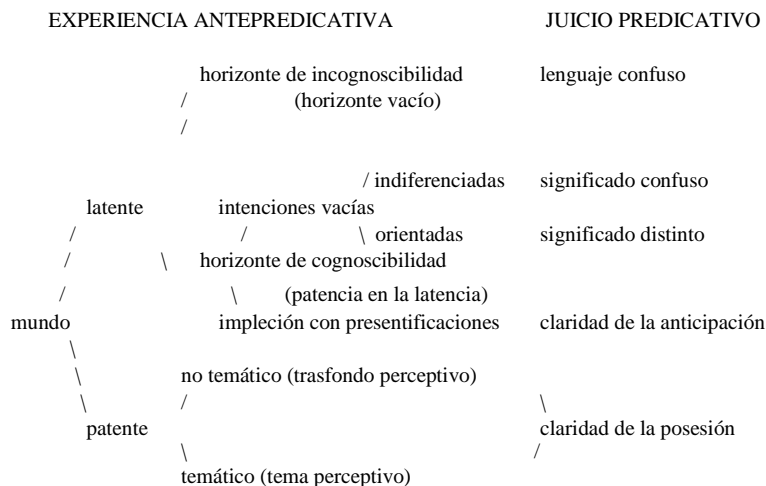 EXPERIENCIA ANTEPREDICATIVA JUICIO PREDICATIVO
horizonte de incognoscibilidad lenguaje confuso
/ (horizonte vacío)
/
/ indiferenciadas significado confuso
latente intenciones vacías
/ / \ orientadas significado distinto
/ \ horizonte de cognoscibilidad
/ \ (patencia en la latencia)
mundo impleción con presentificaciones claridad de la anticipación
\
\ no temático (trasfondo perceptivo)
\ / \
patente claridad de la posesión
\ /
temático (tema perceptivo)